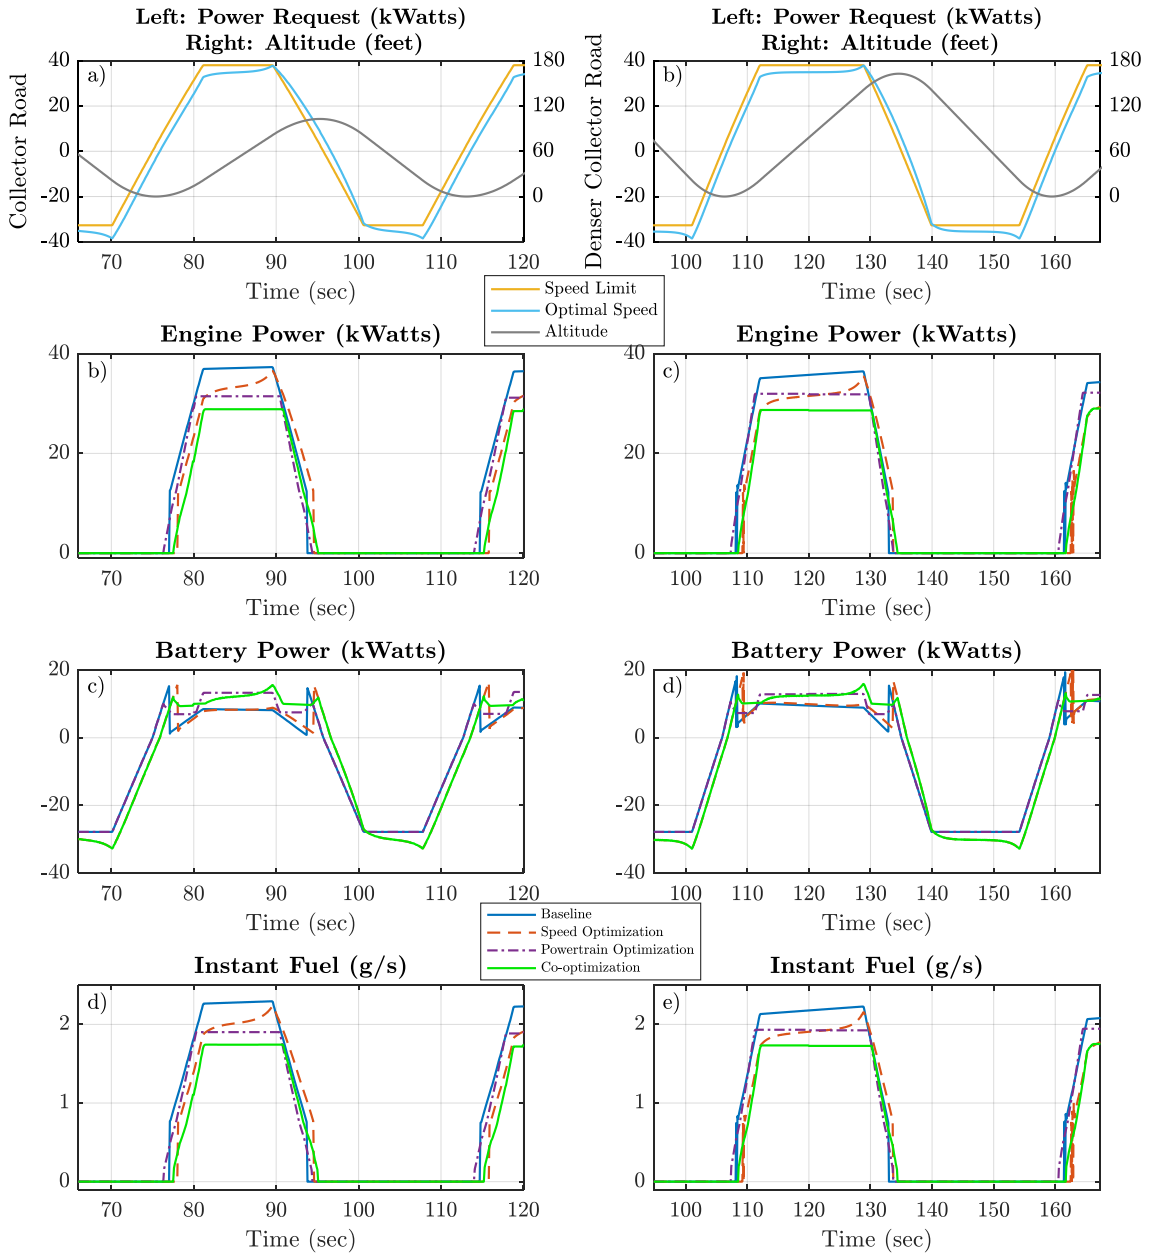 Left: Power Request (kWatts)
Right: Altitude (feet)
Collector Road
a)
40
20
0
-20
-40
180
120
60
0
70 80 90 100 110 120
Time (sec)
Left: Power Request (kWatts)
Right: Altitude (feet)
Denser Collector Road
b)
40
20
0
-20
-40
180
120
60
0
100 110 120 130 140 150 160
Time (sec)
Speed Limit
Optimal Speed
Altitude
Engine Power (kWatts)
b)
40
20
0
70 80 90 100 110 120
Time (sec)
Engine Power (kWatts)
c)
40
20
0
100 110 120 130 140 150 160
Time (sec)
Battery Power (kWatts)
c)
20
0
-20
-40
70 80 90 100 110 120
Time (sec)
Battery Power (kWatts)
d)
20
0
-20
-40
100 110 120 130 140 150 160
Time (sec)
Baseline
Speed Optimization
Powertrain Optimization
Co-optimization
Instant Fuel (g/s)
d)
2
1
0
70 80 90 100 110 120
Time (sec)
Instant Fuel (g/s)
e)
2
1
0
100 110 120 130 140 150 160
Time (sec)